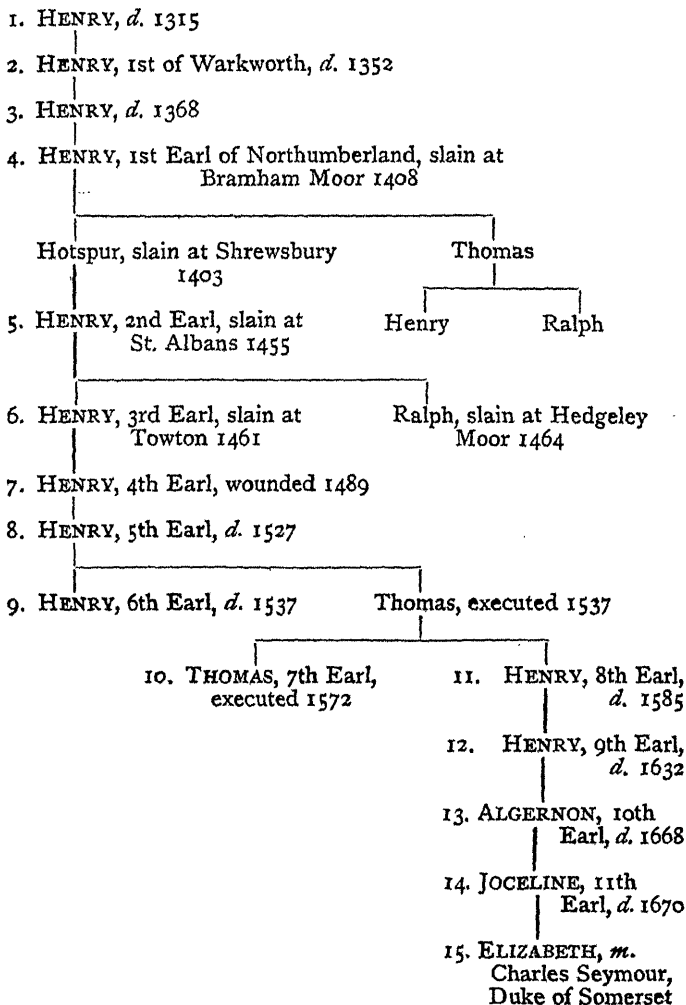 1. HENRY, d. 1315
2. HENRY, 1st of Warkworth, d. 1352
3. HENRY, d. 1368
4. HENRY, 1st Earl of Northumberland, slain at
Bramham Moor 1408
Hotspur, slain at Shrewsbury
1403
Thomas
5. HENRY, 2nd Earl, slain at
St. Albans 1455
Henry
Ralph
6. HENRY, 3rd Earl, slain at
Towton 1461
Ralph, slain at Hedgeley
Moor 1464
7. HENRY, 4th Earl, wounded 1489
8. HENRY, 5th Earl, d. 1527
9. HENRY, 6th Earl, d. 1537
Thomas, executed 1537
10. THOMAS, 7th Earl,
executed 1572
11. HENRY, 8th Earl,
d. 1585
12. HENRY, 9th Earl,
d. 1632
13. ALGERNON, 10th
Earl, d. 1668
14. JOCELINE, 11th
Earl, d. 1670
15. ELIZABETH, m.
Charles Seymour,
Duke of Somerset